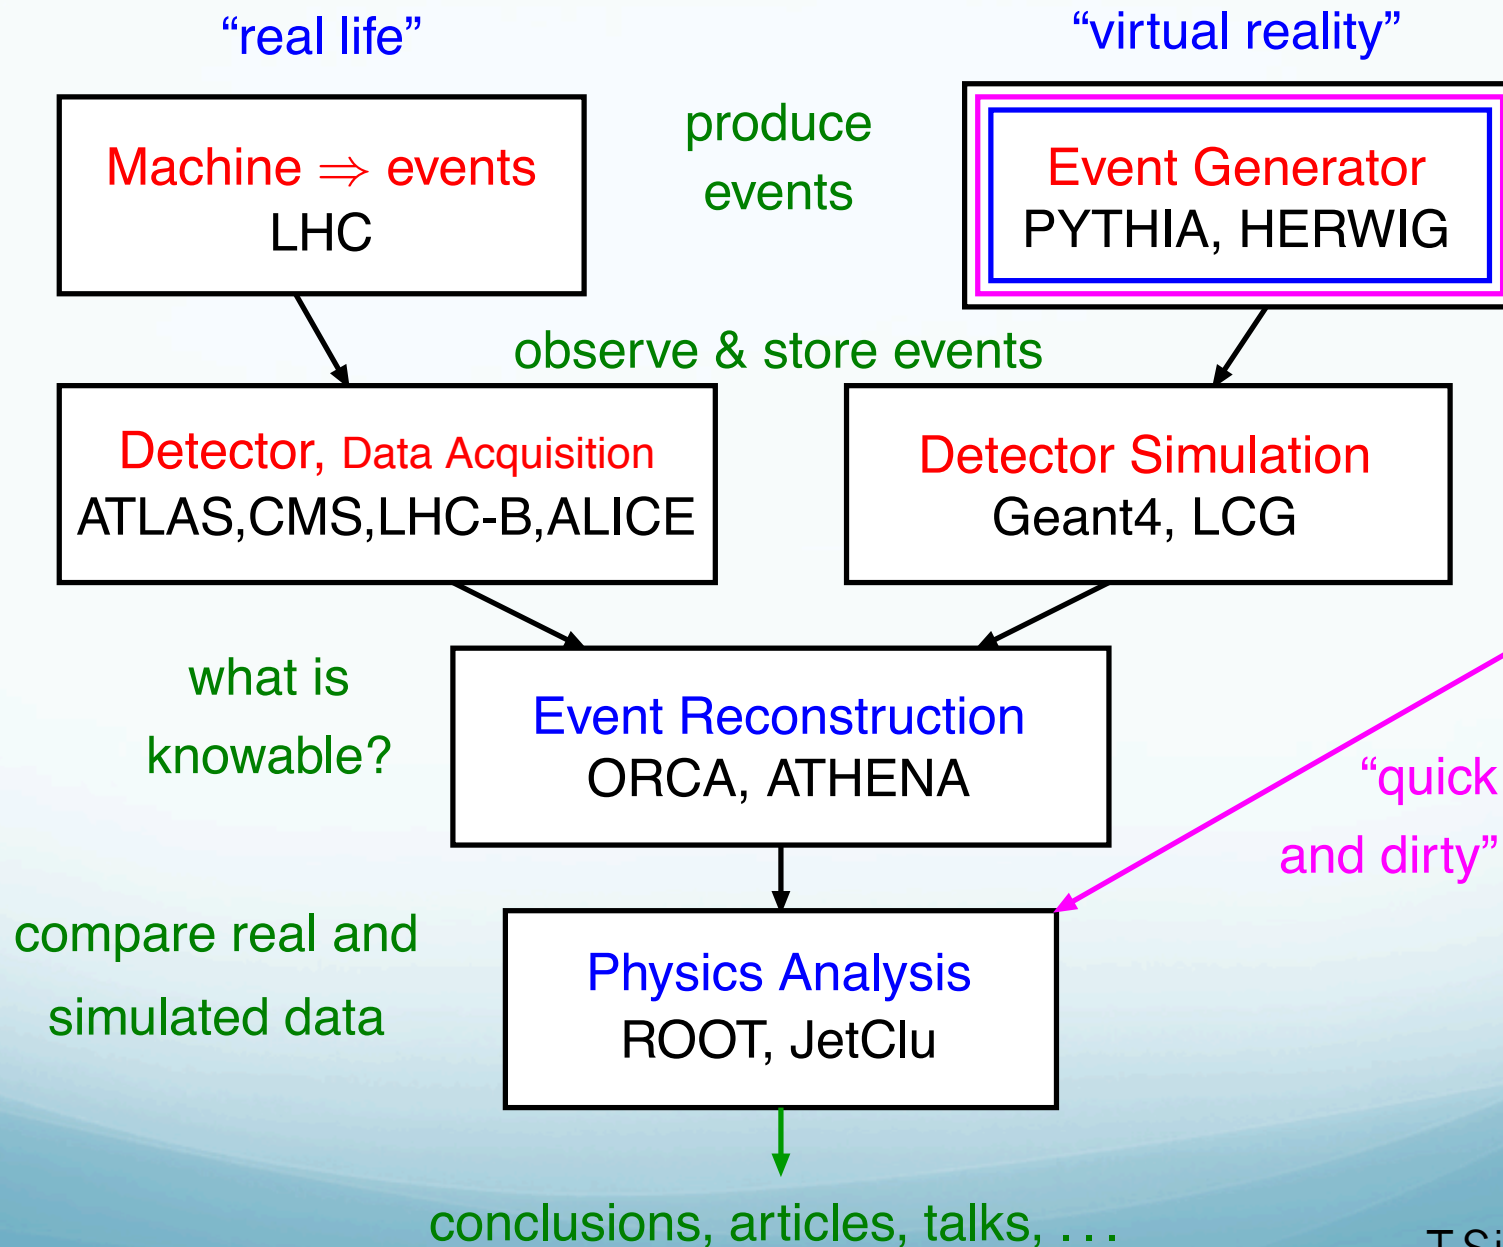 “real life”
“virtual reality”
Machine ⇒ events
LHC
produce
events
Event Generator
PYTHIA, HERWIG
observe & store events
Detector, Data Acquisition
ATLAS,CMS,LHC-B,ALICE
Detector Simulation
Geant4, LCG
what is
knowable?
Event Reconstruction
ORCA, ATHENA
“quick
and dirty”
compare real and
simulated data
Physics Analysis
ROOT, JetClu
conclusions, articles, talks, . . .